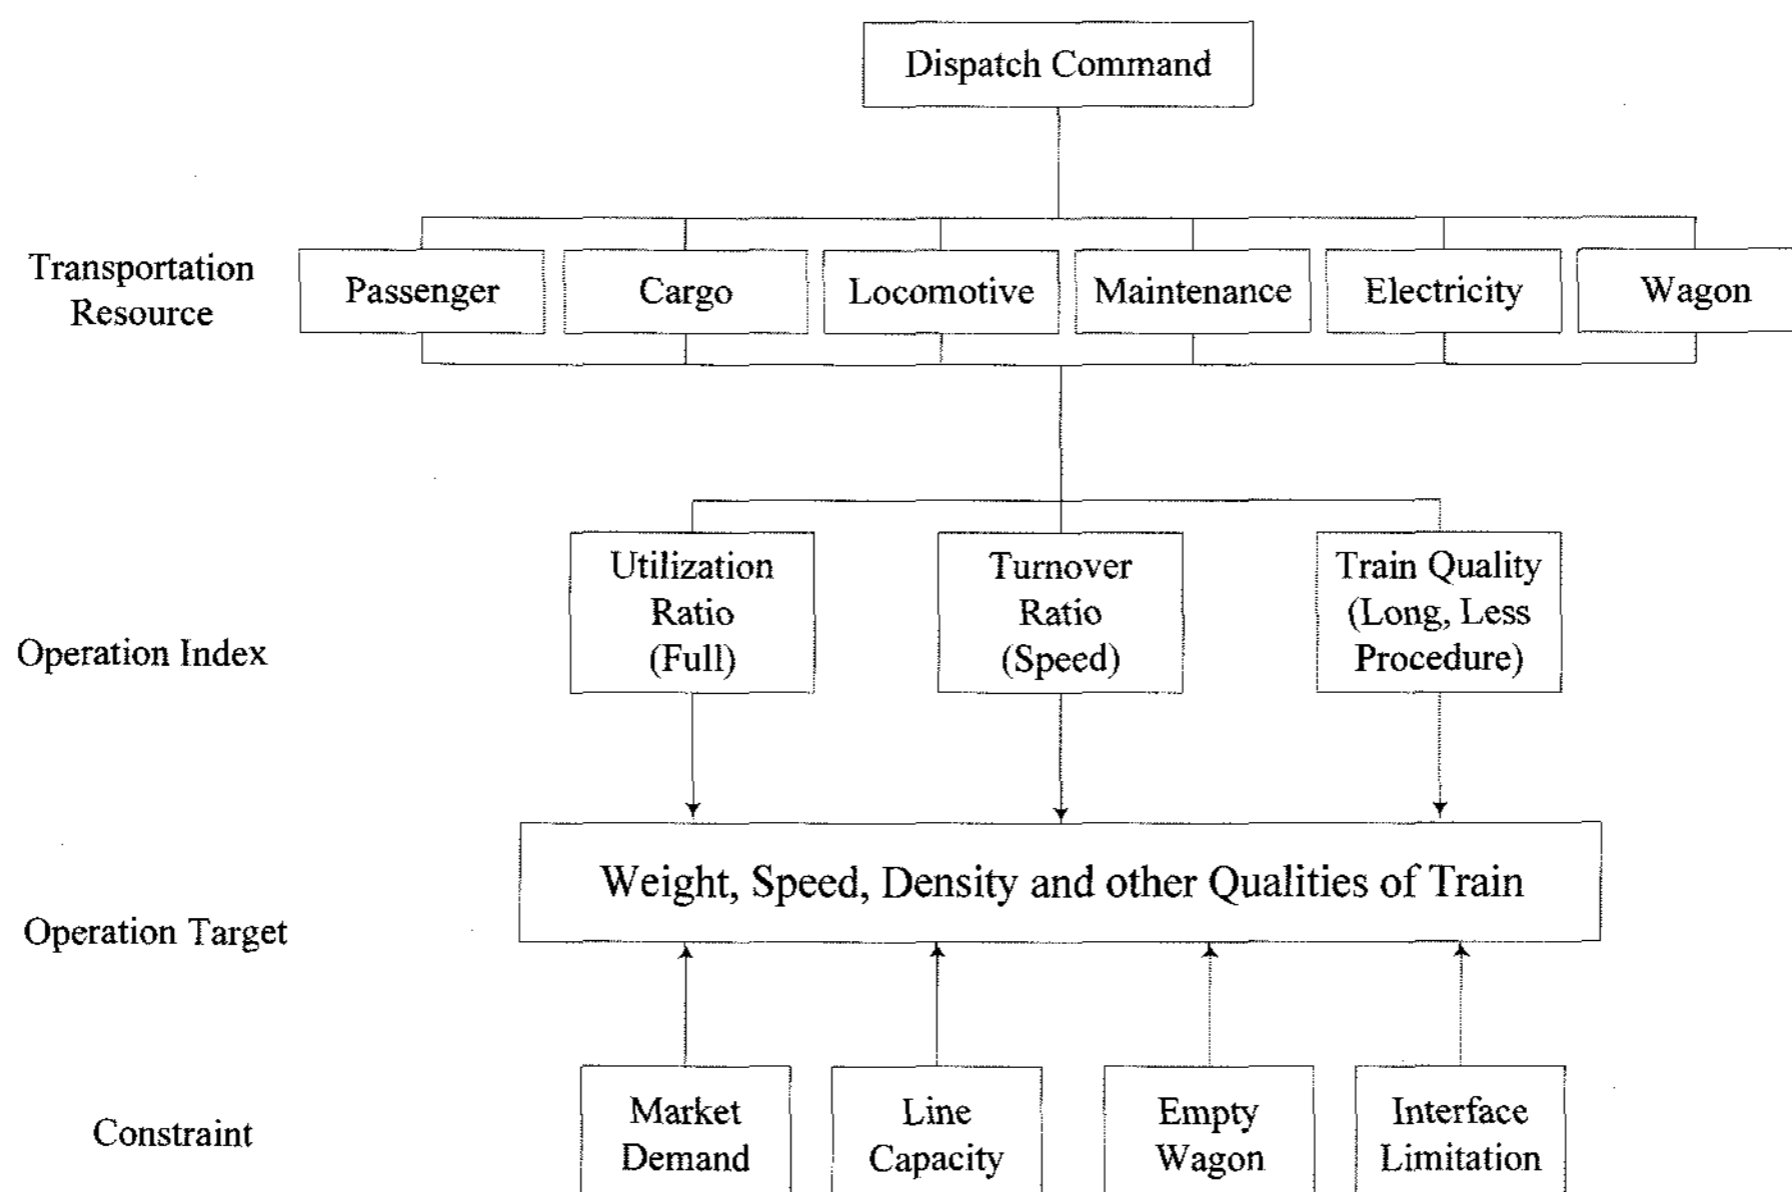 Dispatch Command
Transportation
Resource
Passenger
Cargo
Locomotive
Maintenance
Electricity
Wagon
Operation Index
Utilization
Ratio
(Full)
Turnover
Ratio
(Speed)
Train Quality
(Long, Less
Procedure)
Operation Target
Weight, Speed, Density and other Qualities of Train
Constraint
Market
Demand
Line
Capacity
Empty
Wagon
Interface
Limitation